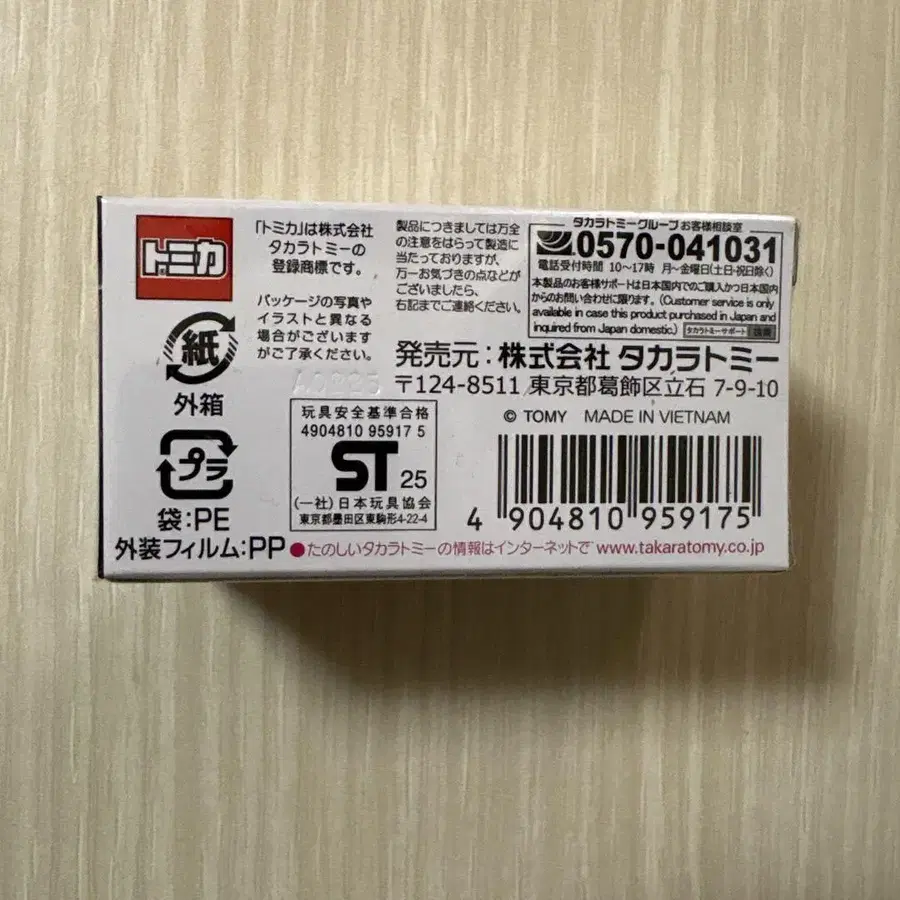 トミカ
「トミカ」は株式会社
タカラトミーの
登録商標です。
パッケージの写真や
イラストと異なる
場合がございます
がご了承ください。
製品につきましては万全
の注意をはらって製造に
当たっておりますが、
万一お気づきの点などが
ございましたら、
右記までご連絡ください。
タカラトミーグループ お客様相談室
0570-041031
電話受付時間 10〜17時 月〜金曜日(土日・祝日除く)
本製品のお客様サポートは日本国内でのご購入かつ日本国内
からのお問い合わせに限ります。(Customer service is only
available in case this product purchased in Japan and
inquired from Japan domestic.) タカラトミーサポート 検索
発売元:株式会社 タカラトミー
〒124-8511 東京都葛飾区立石 7-9-10
紙
外箱
プラ
袋:PE
外装フィルム:PP
玩具安全基準合格
4904810 95917 5
ST 25
(一社)日本玩具協会
東京都墨田区東駒形4-22-4
© TOMY MADE IN VIETNAM
4 904810 959175
●たのしいタカラトミーの情報はインターネットで www.takaratomy.co.jp